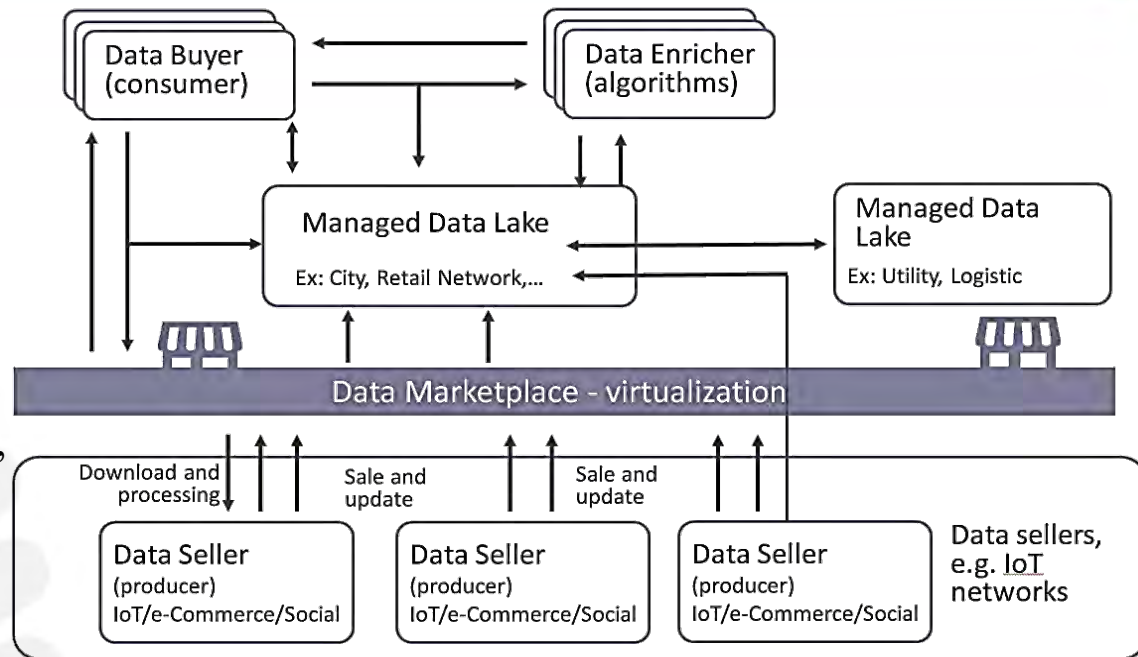 Data Buyer
(consumer)
Data Enricher
(algorithms)
Managed Data Lake
Ex: City, Retail Network,...
Managed Data
Lake
Ex: Utility, Logistic
Data Marketplace - virtualization
Download and
processing
Sale and
update
Sale and
update
Data Seller
(producer)
IoT/e-Commerce/Social
Data Seller
(producer)
IoT/e-Commerce/Social
Data Seller
(producer)
IoT/e-Commerce/Social
Data sellers,
e.g. IoT
networks